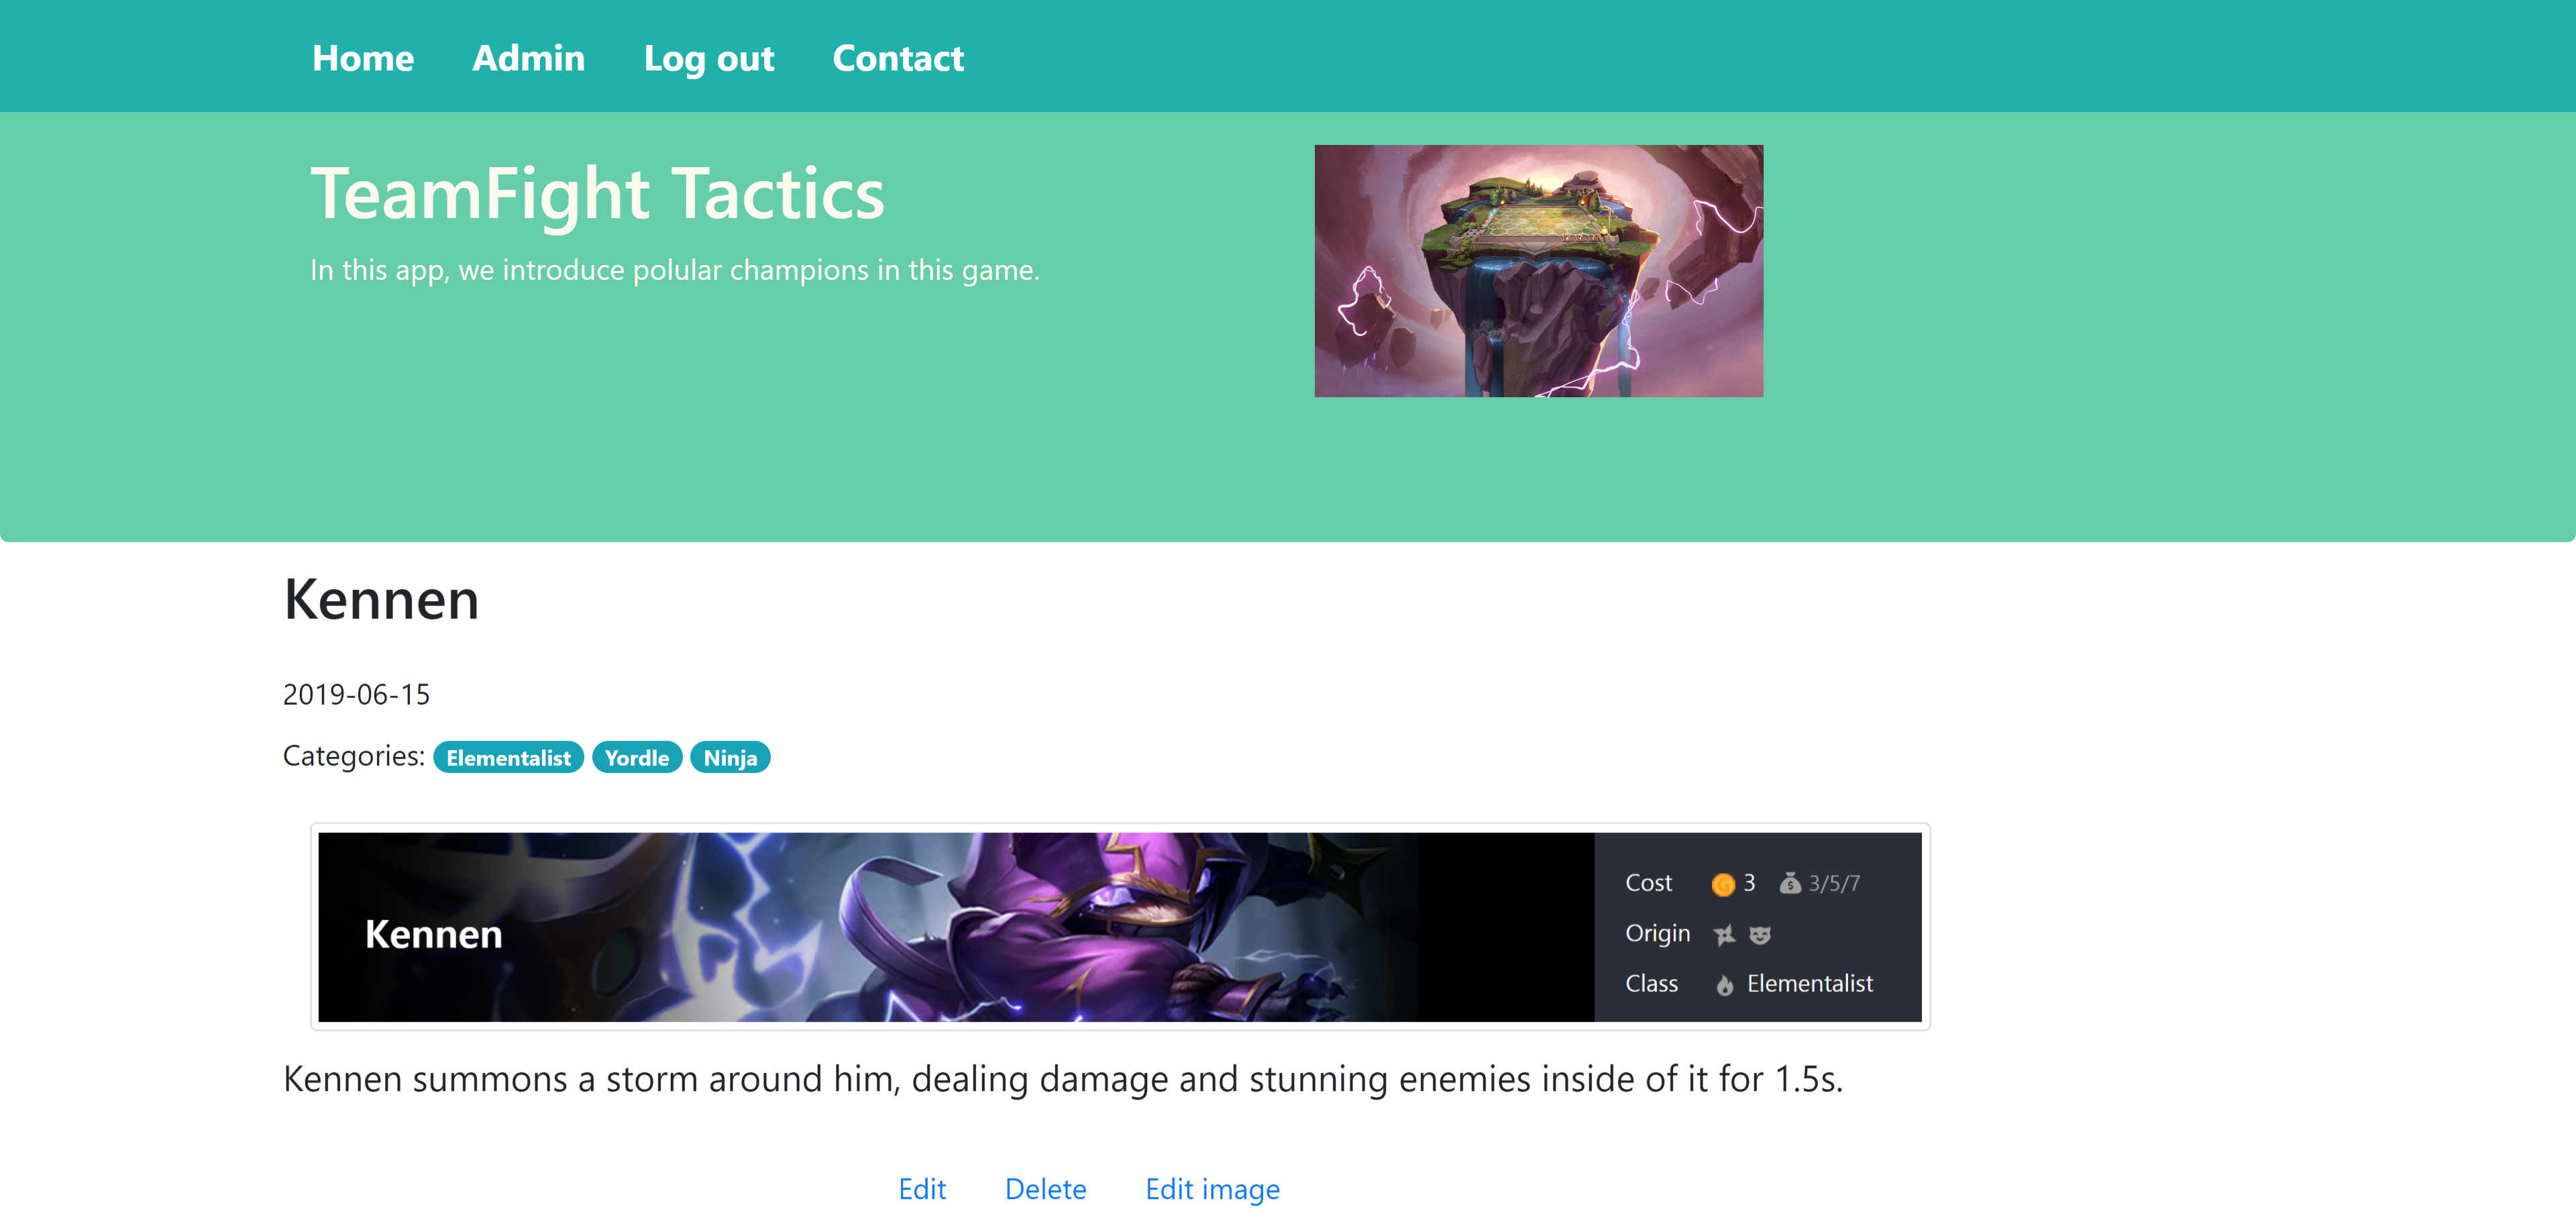 Home Admin Log out Contact
TeamFight Tactics
In this app, we introduce polular champions in this game.
Kennen
2019-06-15
Categories: Elementalist Yordle Ninja
Kennen
Cost 3 3/5/7
Origin
Class Elementalist
Kennen summons a storm around him, dealing damage and stunning enemies inside of it for 1.5s.
Edit Delete Edit image